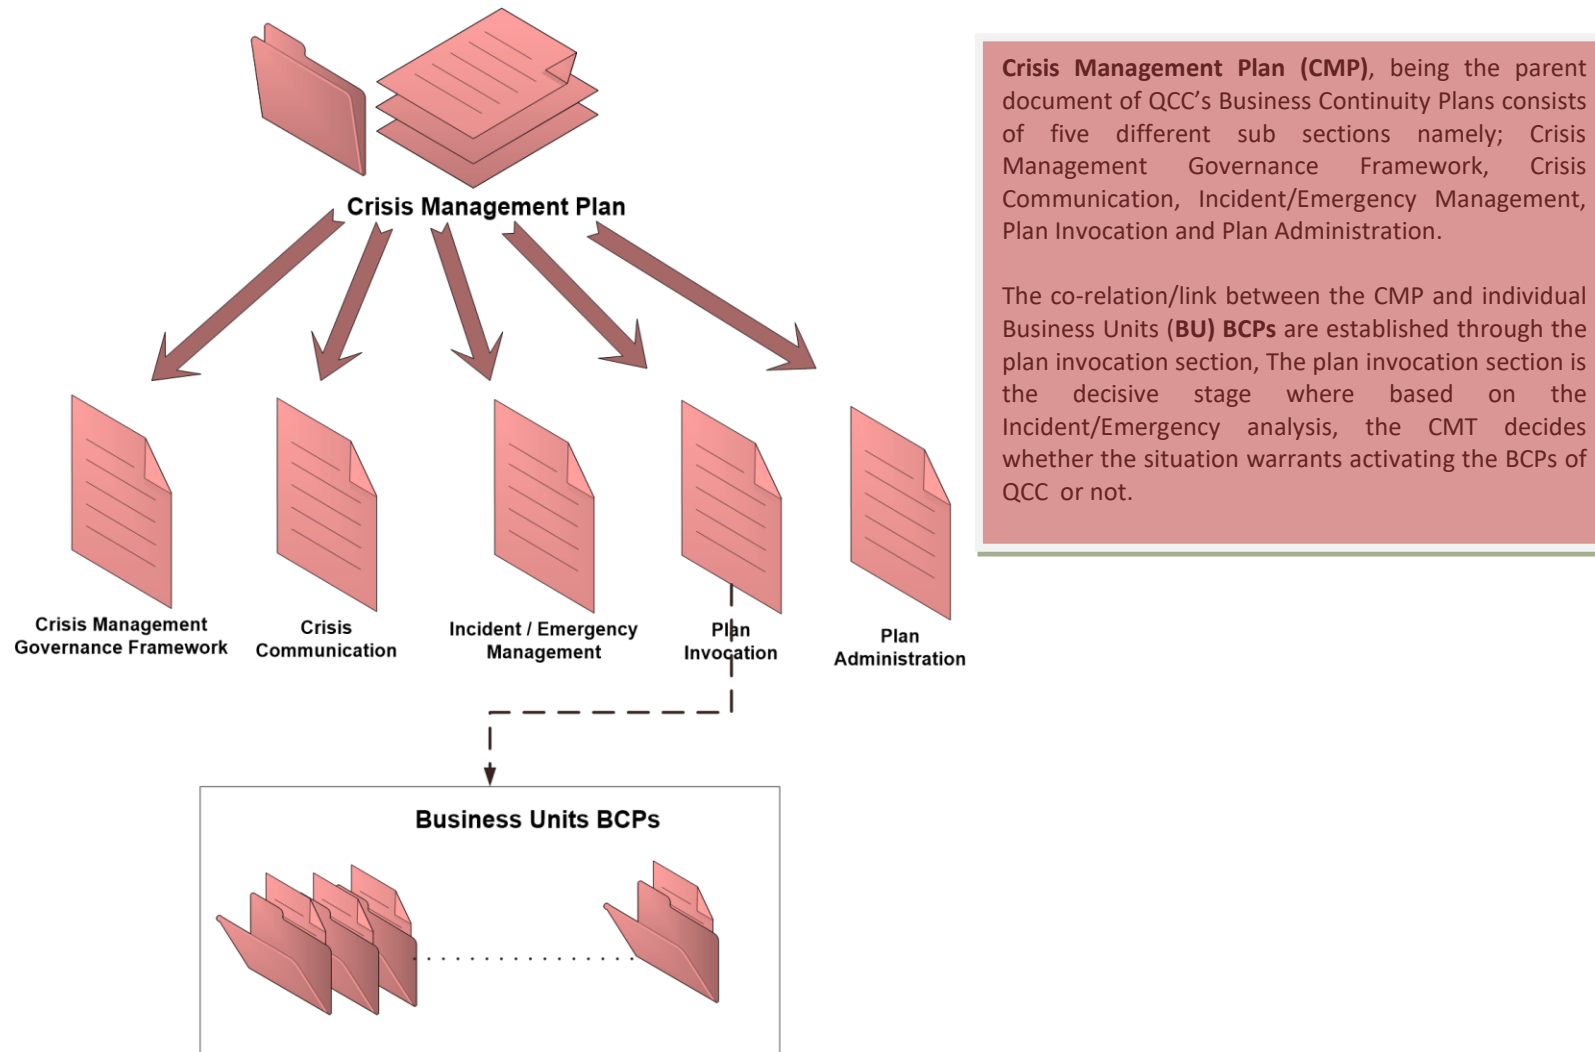 Crisis Management Plan
Crisis Management
Governance Framework
Crisis
Communication
Incident / Emergency
Management
Plan
Invocation
Plan
Administration
Business Units BCPs
Crisis Management Plan (CMP), being the parent
document of QCC’s Business Continuity Plans consists
of five different sub sections namely; Crisis
Management Governance Framework, Crisis
Communication, Incident/Emergency Management,
Plan Invocation and Plan Administration.
The co-relation/link between the CMP and individual
Business Units (BU) BCPs are established through the
plan invocation section, The plan invocation section is
the decisive stage where based on the
Incident/Emergency analysis, the CMT decides
whether the situation warrants activating the BCPs of
QCC or not.